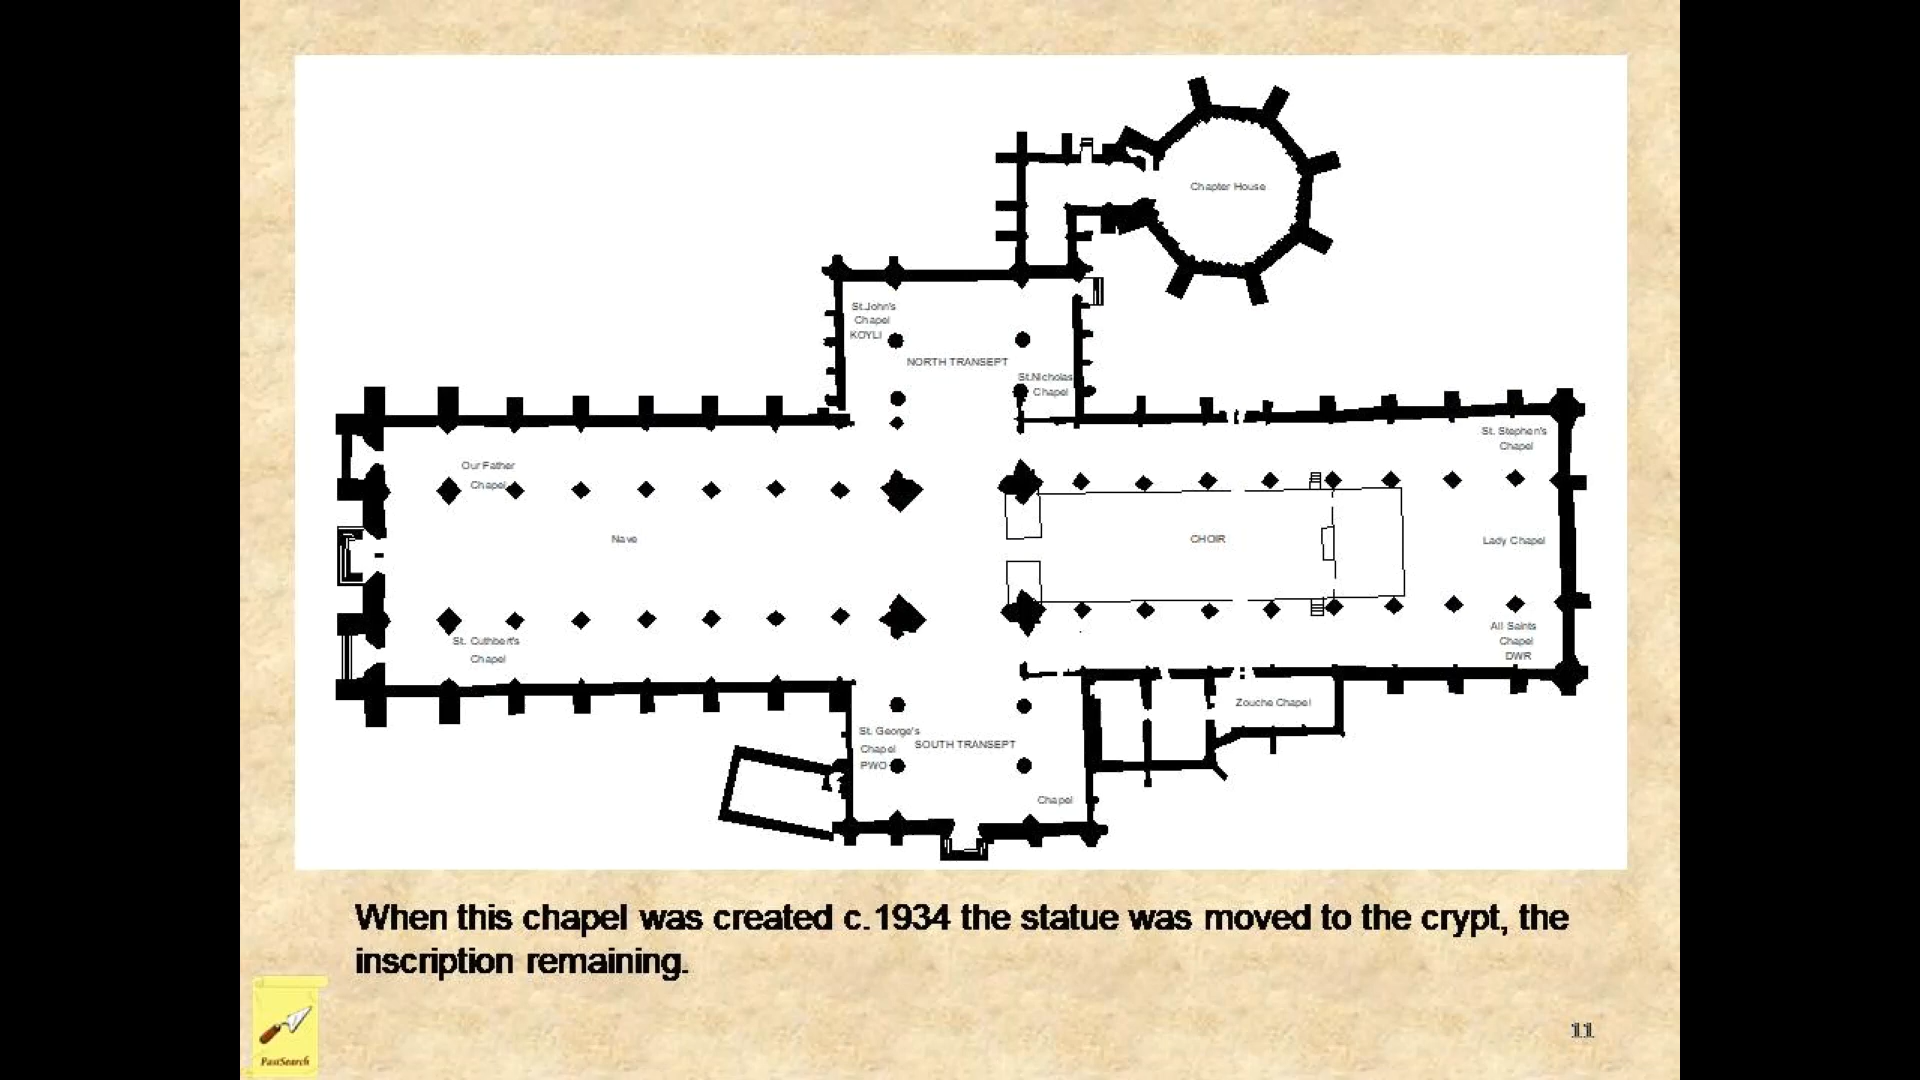 Chapter House
St.John's
Chapel
KOYLI
NORTH TRANSEPT
St.Nicholas
Chapel
St. Stephen's
Chapel
Our Father
Chapel
Nave
CHOIR
Lady Chapel
St. Cuthbert's
Chapel
All Saints
Chapel
DWR
Zouche Chapel
St. George's
Chapel
PWO
SOUTH TRANSEPT
Chapel
When this chapel was created c.1934 the statue was moved to the crypt, the
inscription remaining.
PastSearch
11